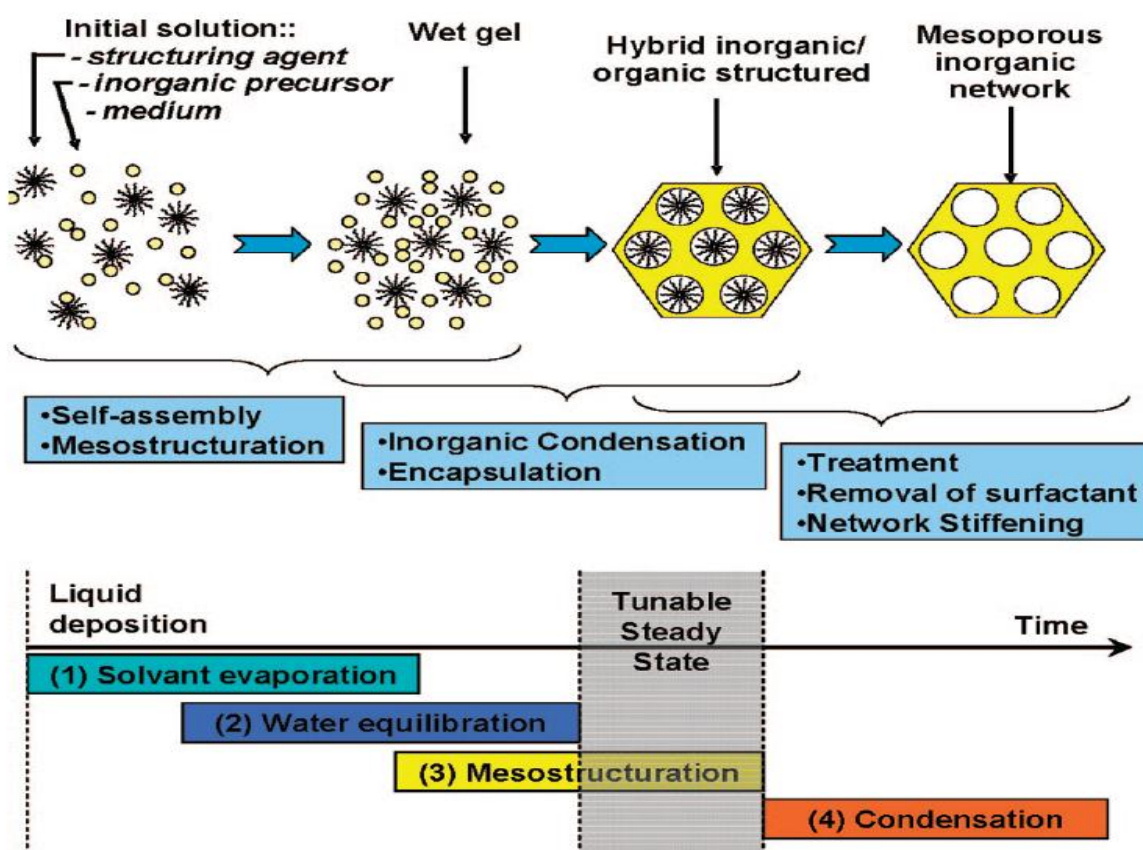 Initial solution::
- structuring agent
- inorganic precursor
- medium
Wet gel
Hybrid inorganic/
organic structured
Mesoporous
inorganic
network
•Self-assembly
•Mesostructuration
•Inorganic Condensation
•Encapsulation
•Treatment
•Removal of surfactant
•Network Stiffening
Liquid
deposition
Tunable
Steady
State
Time
(1) Solvant evaporation
(2) Water equilibration
(3) Mesostructuration
(4) Condensation